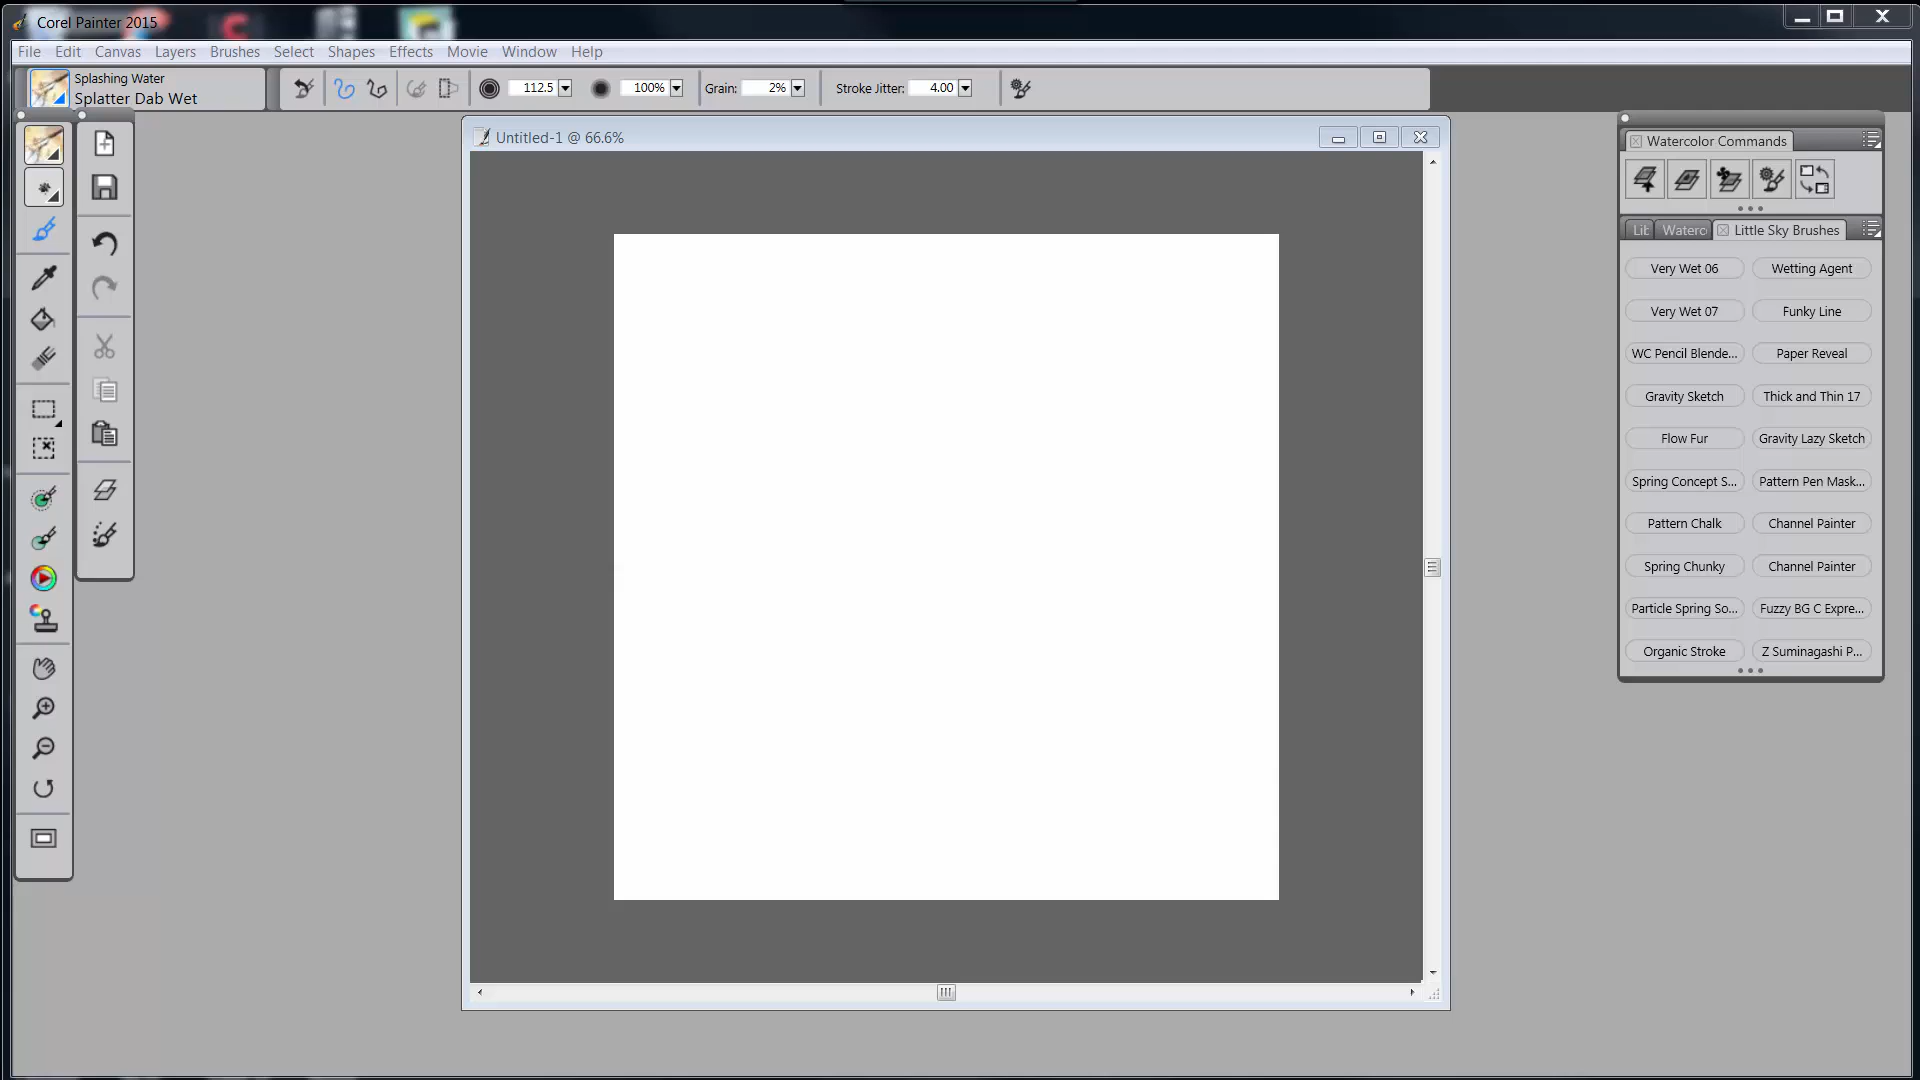 Corel Painter 2015
File Edit Canvas Layers Brushes Select Shapes Effects Movie Window Help
Splashing Water
Splatter Dab Wet
112.5 100% Grain: 2% Stroke Jitter: 4.00
Untitled-1 @ 66.6%
Watercolor Commands
Lit Waterc Little Sky Brushes
Very Wet 06 Wetting Agent
Very Wet 07 Funky Line
WC Pencil Blende... Paper Reveal
Gravity Sketch Thick and Thin 17
Flow Fur Gravity Lazy Sketch
Spring Concept S... Pattern Pen Mask...
Pattern Chalk Channel Painter
Spring Chunky Channel Painter
Particle Spring So... Fuzzy BG C Expre...
Organic Stroke Z Suminagashi P...